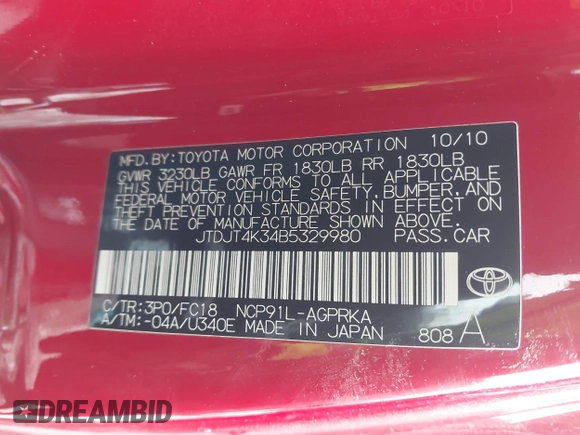 MFD.BY:TOYOTA MOTOR CORPORATION 10/10
GVWR 3230LB GAWR FR 1830LB RR 1830LB
THIS VEHICLE CONFORMS TO ALL APPLICABLE
FEDERAL MOTOR VEHICLE SAFETY,BUMPER,AND
THEFT PREVENTION STANDARDS IN EFFECT ON
THE DATE OF MANUFACTURE SHOWN ABOVE.
JTDJT4K34B5329980 PASS.CAR
C/TR:3P0/FC18 NCP91L-AGPRKA
A/TM:-04A/U340E MADE IN JAPAN 808 A
DREAMBID